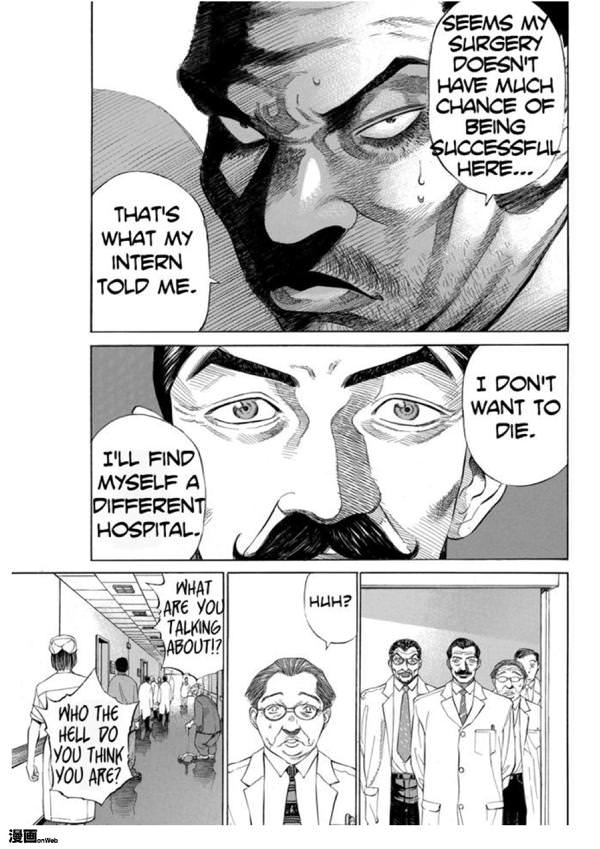 SEEMS MY
SURGERY
DOESN'T
HAVE MUCH
CHANCE OF
BEING
SUCCESSFUL
HERE...
THAT'S
WHAT MY
INTERN
TOLD ME.
I DON'T
WANT TO
DIE.
I'LL FIND
MYSELF A
DIFFERENT
HOSPITAL.
HUH?
WHAT
ARE YOU
TALKING
ABOUT!?
WHO THE
HELL DO
YOU THINK
YOU ARE?
漫画onWeb